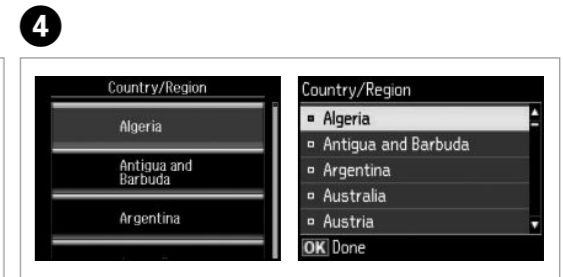 4
Country/Region
Algeria
Antigua and
Barbuda
Argentina
Country/Region
Algeria
Antigua and Barbuda
Argentina
Australia
Austria
OK Done